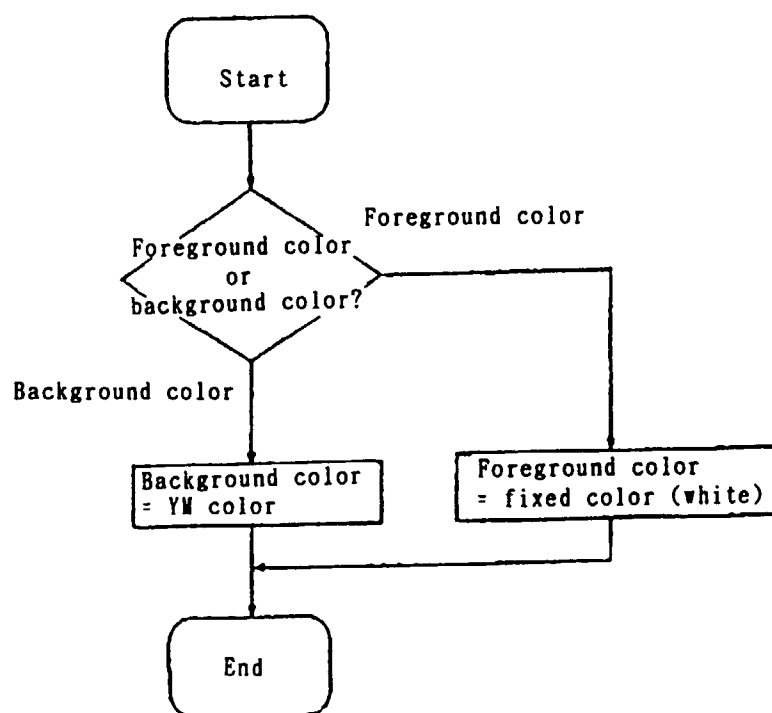 Start
Foreground color
Foreground color
or
background color?
Background color
Background color
= YM color
Foreground color
= fixed color (white)
End